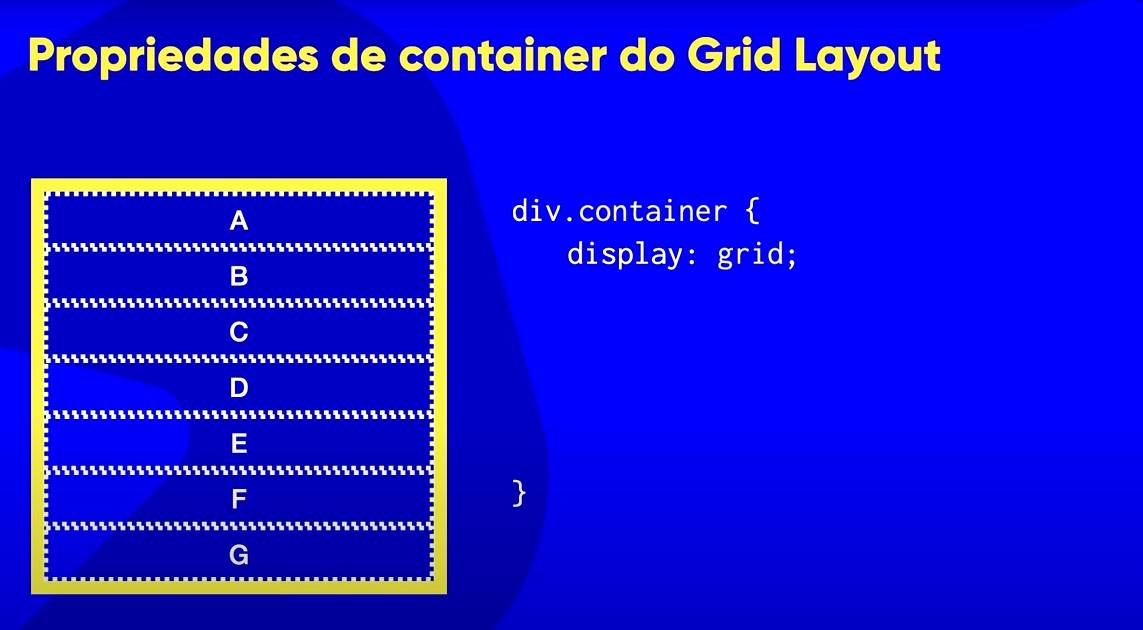 Propriedades de container do Grid Layout
A
B
C
D
E
F
G
div.container {
display: grid;
}